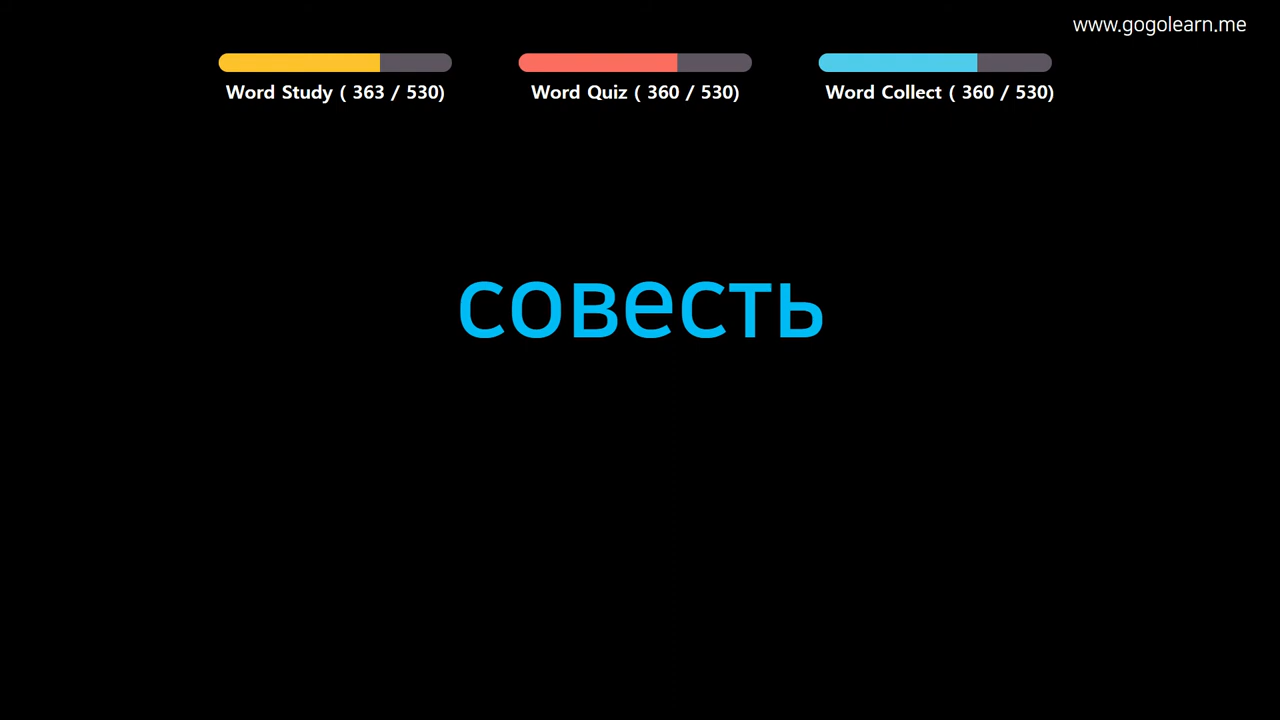 www.gogolearn.me
Word Study ( 363 / 530)
Word Quiz ( 360 / 530)
Word Collect ( 360 / 530)
совесть